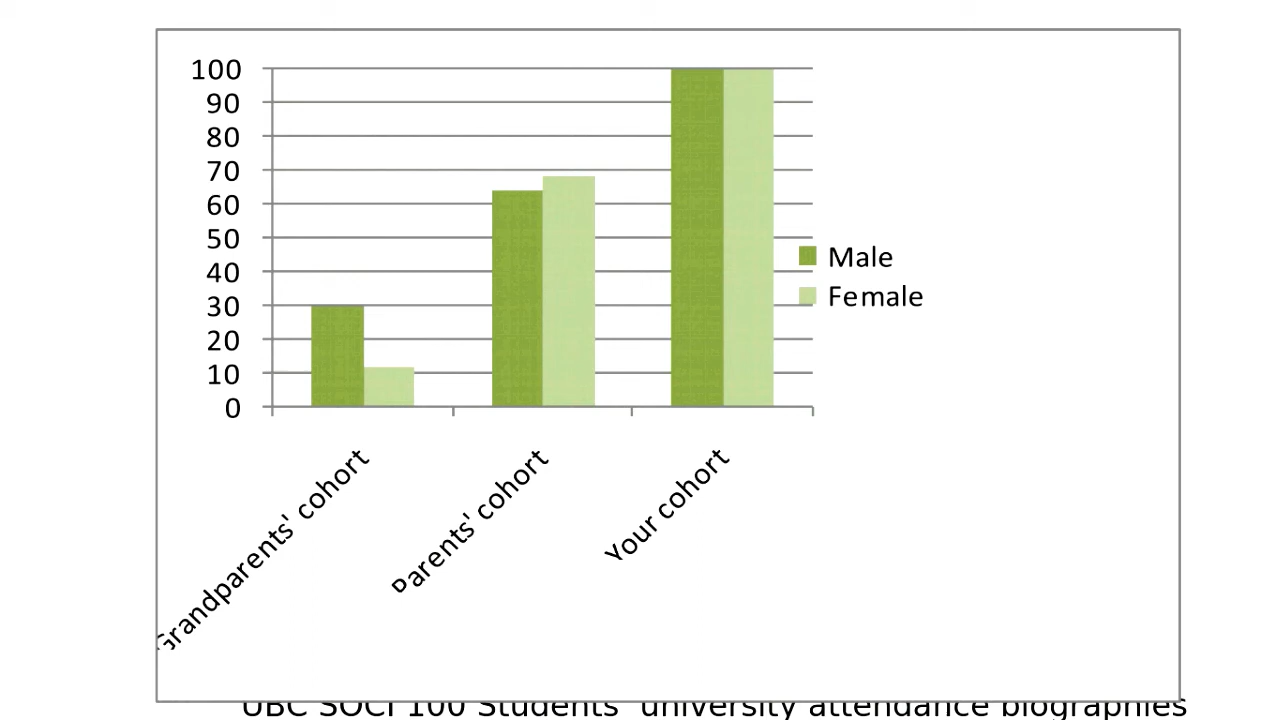 100
90
80
70
60
50
40
30
20
10
0
Male
Female
Grandparents' cohort
Parents' cohort
Your cohort
UBC SOCI 100 Students' university attendance biographies